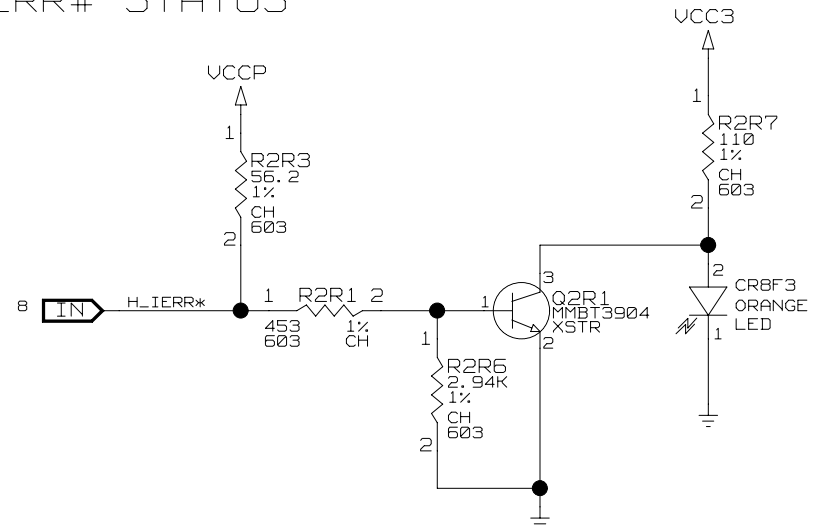 ERR# STATUS
VCC3
VCCP
1
R2R7
110
1%
CH
603
2
1
R2R3
56.2
1%
CH
603
2
8 IN H_IERR*
1 R2R1 2
453 1%
603 CH
3
1 Q2R1
MMBT3904
XSTR
2
2
CR8F3
ORANGE
LED
1
1
R2R6
2.94K
1%
CH
603
2